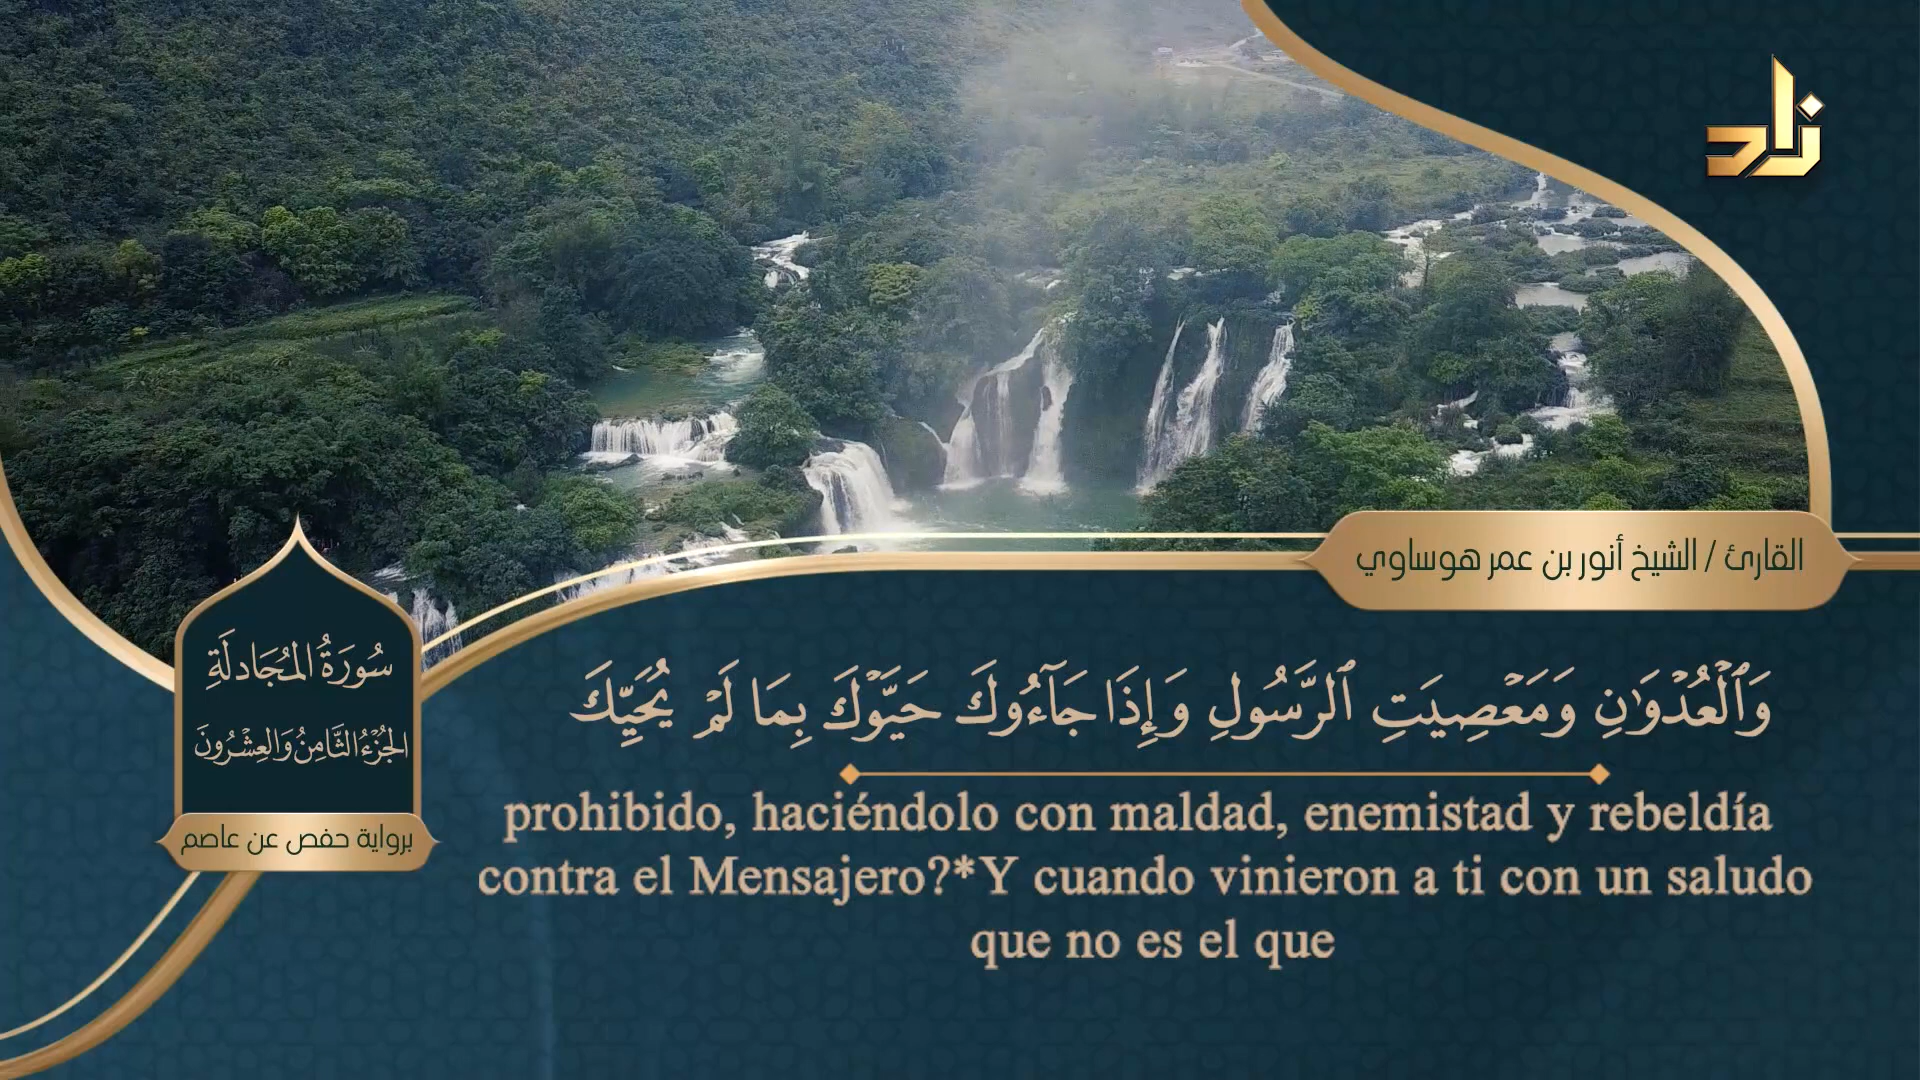 زاد
القارئ / الشيخ أنور بن عمر هوساوي
سُورَةُ المُجَادلَةِ
الجُزْءُ الثَّامِنُ وَالعِشْرُونَ
برواية حفص عن عاصم
وَٱلْعُدْوَٰنِ وَمَعْصِيَتِ ٱلرَّسُولِ وَإِذَا جَآءُوكَ حَيَّوْكَ بِمَا لَمْ يُحَيِّكَ
prohibido, haciéndolo con maldad, enemistad y rebeldía
contra el Mensajero?*Y cuando vinieron a ti con un saludo
que no es el que